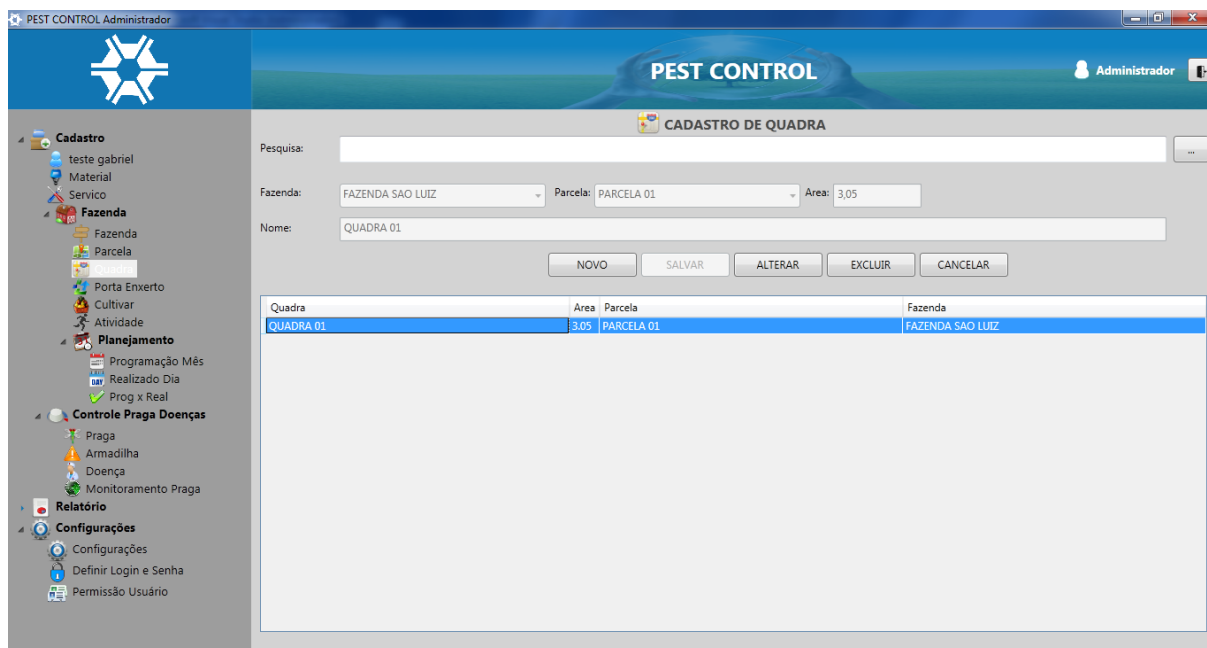 PEST CONTROL Administrador
PEST CONTROL
Administrador
Cadastro
teste gabriel
Material
Servico
Fazenda
Fazenda
Parcela
Quadra
Porta Enxerto
Cultivar
Atividade
Planejamento
Programação Mês
DAY
Realizado Dia
Prog x Real
Controle Praga Doenças
Praga
Armadilha
Doença
Monitoramento Praga
Relatório
Configurações
Configurações
Definir Login e Senha
Permissão Usuário
CADASTRO DE QUADRA
Pesquisa:
...
Fazenda: FAZENDA SAO LUIZ Parcela: PARCELA 01 Area: 3,05
Nome: QUADRA 01
NOVO SALVAR ALTERAR EXCLUIR CANCELAR
Quadra Area Parcela Fazenda
QUADRA 01 3.05 PARCELA 01 FAZENDA SAO LUIZ